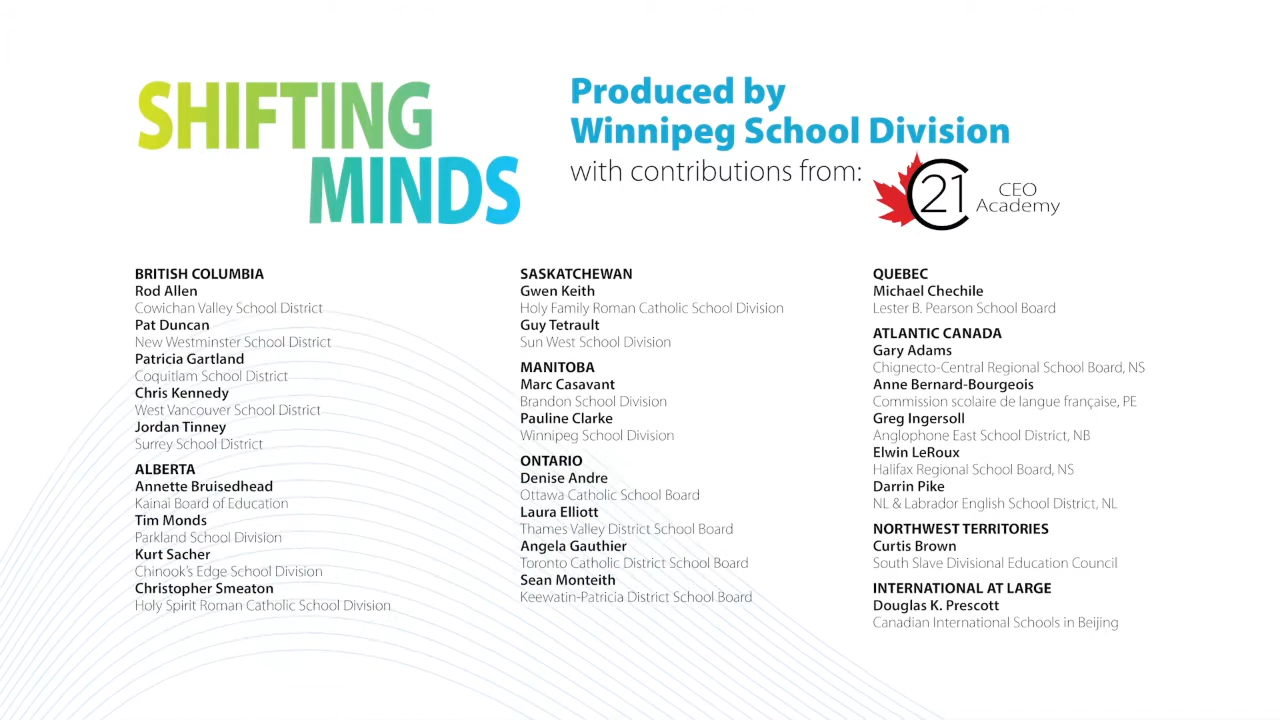 SHIFTING
MINDS
Produced by
Winnipeg School Division
with contributions from:
C21
CEO
Academy
BRITISH COLUMBIA
Rod Allen
Cowichan Valley School District
Pat Duncan
New Westminster School District
Patricia Gartland
Coquitlam School District
Chris Kennedy
West Vancouver School District
Jordan Tinney
Surrey School District
ALBERTA
Annette Bruisedhead
Kainai Board of Education
Tim Monds
Parkland School Division
Kurt Sacher
Chinook's Edge School Division
Christopher Smeaton
Holy Spirit Roman Catholic School Division
SASKATCHEWAN
Gwen Keith
Holy Family Roman Catholic School Division
Guy Tetrault
Sun West School Division
MANITOBA
Marc Casavant
Brandon School Division
Pauline Clarke
Winnipeg School Division
ONTARIO
Denise Andre
Ottawa Catholic School Board
Laura Elliott
Thames Valley District School Board
Angela Gauthier
Toronto Catholic District School Board
Sean Monteith
Keewatin-Patricia District School Board
QUEBEC
Michael Chechile
Lester B. Pearson School Board
ATLANTIC CANADA
Gary Adams
Chignecto-Central Regional School Board, NS
Anne Bernard-Bourgeois
Commission scolaire de langue française, PE
Greg Ingersoll
Anglophone East School District, NB
Elwin LeRoux
Halifax Regional School Board, NS
Darrin Pike
NL & Labrador English School District, NL
NORTHWEST TERRITORIES
Curtis Brown
South Slave Divisional Education Council
INTERNATIONAL AT LARGE
Douglas K. Prescott
Canadian International Schools in Beijing